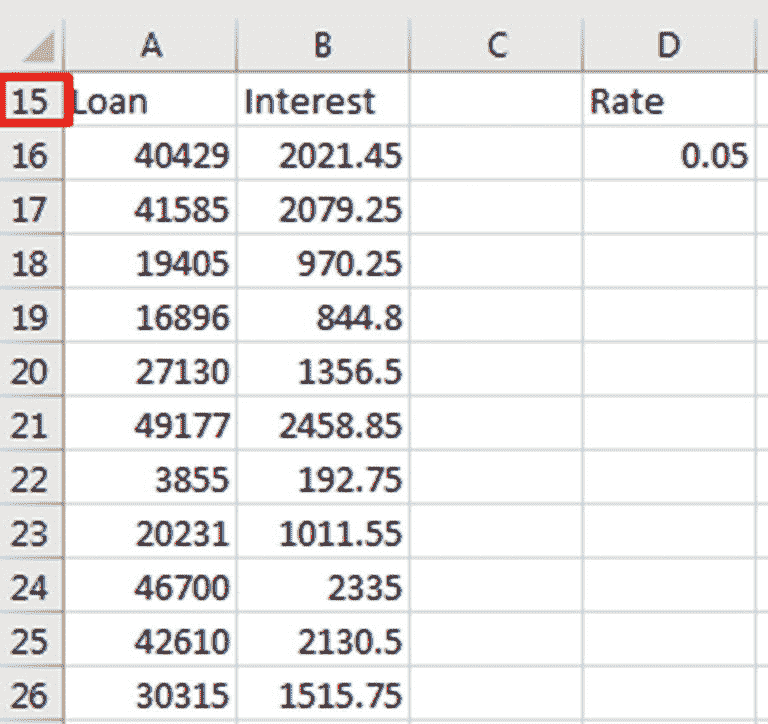 A B C D
15 Loan Interest Rate
16 40429 2021.45 0.05
17 41585 2079.25
18 19405 970.25
19 16896 844.8
20 27130 1356.5
21 49177 2458.85
22 3855 192.75
23 20231 1011.55
24 46700 2335
25 42610 2130.5
26 30315 1515.75